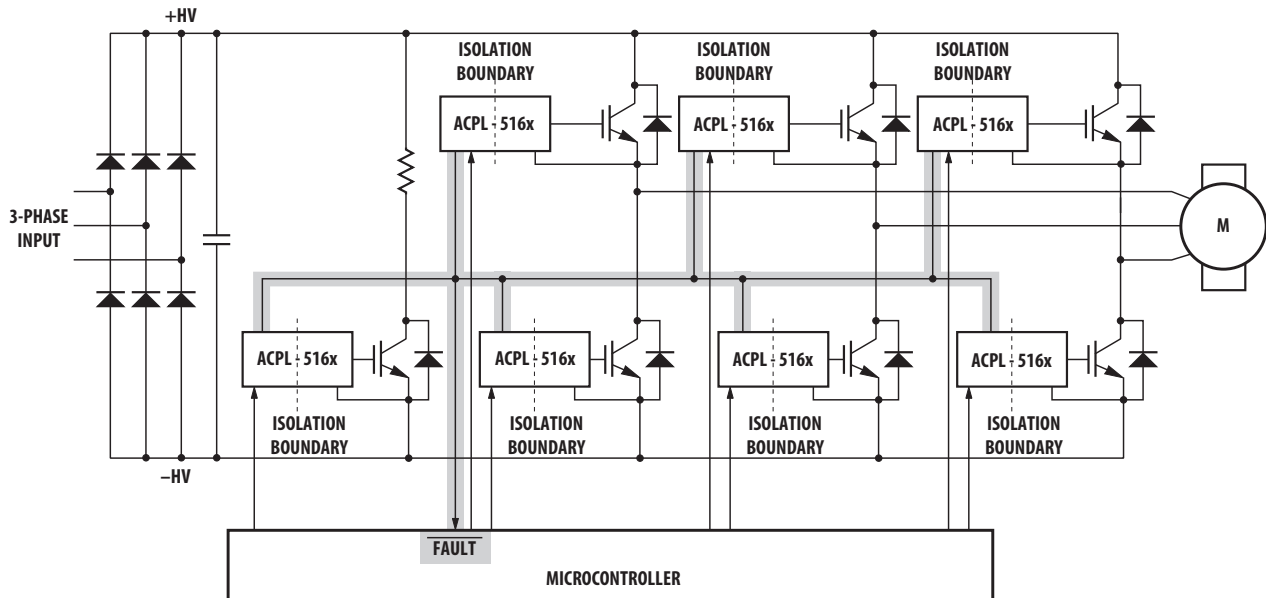 +HV
ISOLATION
BOUNDARY
ISOLATION
BOUNDARY
ISOLATION
BOUNDARY
ACPL - 516x
ACPL - 516x
ACPL - 516x
3-PHASE
INPUT
M
ACPL - 516x
ACPL - 516x
ACPL - 516x
ACPL - 516x
ISOLATION
BOUNDARY
ISOLATION
BOUNDARY
ISOLATION
BOUNDARY
ISOLATION
BOUNDARY
–HV
FAULT
MICROCONTROLLER